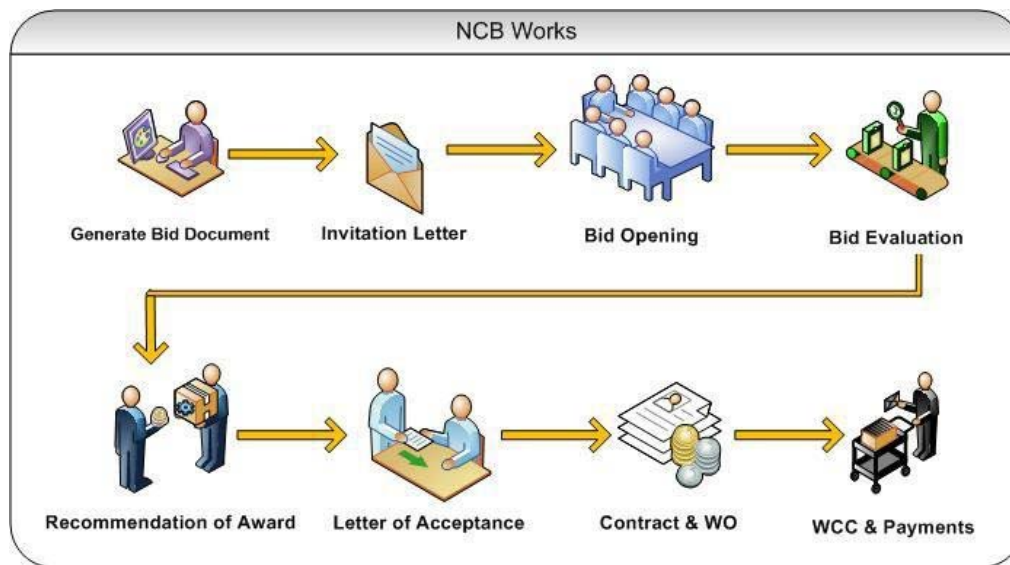 NCB Works
Generate Bid Document
Invitation Letter
Bid Opening
Bid Evaluation
Recommendation of Award
Letter of Acceptance
Contract & WO
WCC & Payments